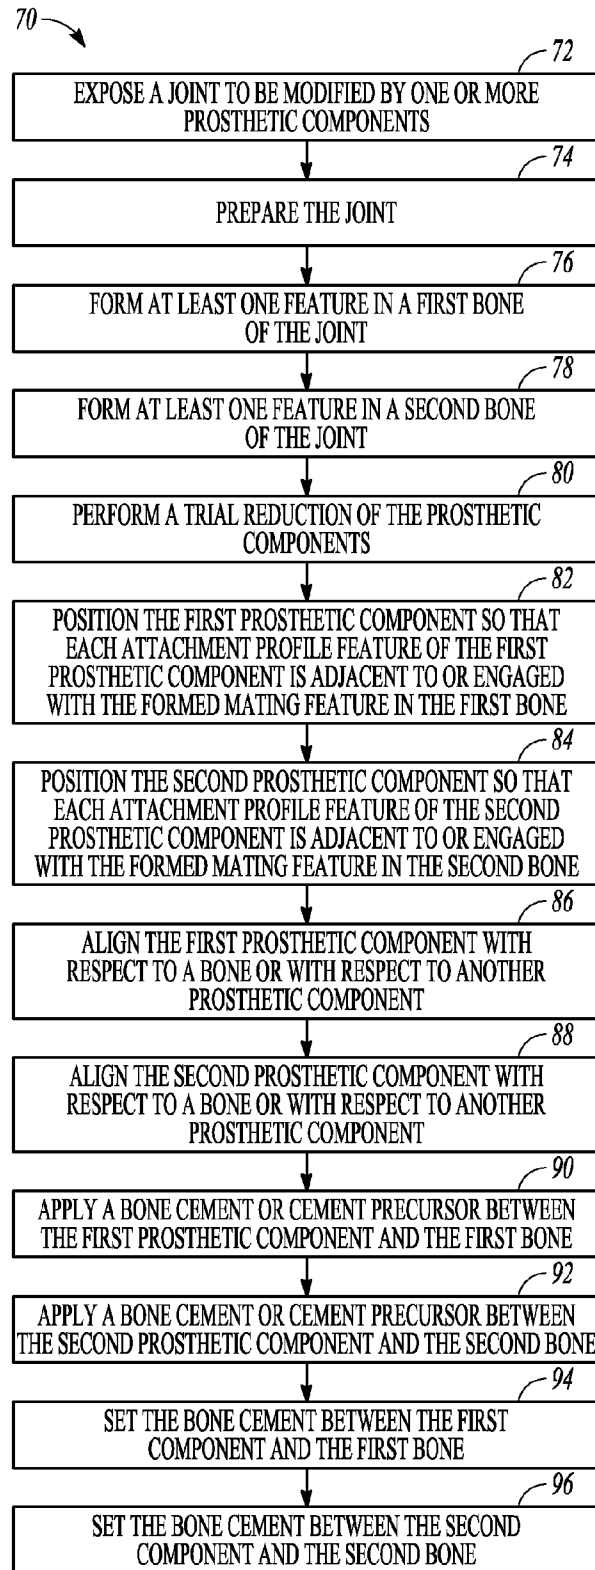 70
72
EXPOSE A JOINT TO BE MODIFIED BY ONE OR MORE
PROSTHETIC COMPONENTS
74
PREPARE THE JOINT
76
FORM AT LEAST ONE FEATURE IN A FIRST BONE
OF THE JOINT
78
FORM AT LEAST ONE FEATURE IN A SECOND BONE
OF THE JOINT
80
PERFORM A TRIAL REDUCTION OF THE PROSTHETIC
COMPONENTS
82
POSITION THE FIRST PROSTHETIC COMPONENT SO THAT
EACH ATTACHMENT PROFILE FEATURE OF THE FIRST
PROSTHETIC COMPONENT IS ADJACENT TO OR ENGAGED
WITH THE FORMED MATING FEATURE IN THE FIRST BONE
84
POSITION THE SECOND PROSTHETIC COMPONENT SO THAT
EACH ATTACHMENT PROFILE FEATURE OF THE SECOND
PROSTHETIC COMPONENT IS ADJACENT TO OR ENGAGED
WITH THE FORMED MATING FEATURE IN THE SECOND BONE
86
ALIGN THE FIRST PROSTHETIC COMPONENT WITH
RESPECT TO A BONE OR WITH RESPECT TO ANOTHER
PROSTHETIC COMPONENT
88
ALIGN THE SECOND PROSTHETIC COMPONENT WITH
RESPECT TO A BONE OR WITH RESPECT TO ANOTHER
PROSTHETIC COMPONENT
90
APPLY A BONE CEMENT OR CEMENT PRECURSOR BETWEEN
THE FIRST PROSTHETIC COMPONENT AND THE FIRST BONE
92
APPLY A BONE CEMENT OR CEMENT PRECURSOR BETWEEN
THE SECOND PROSTHETIC COMPONENT AND THE SECOND BONE
94
SET THE BONE CEMENT BETWEEN THE FIRST
COMPONENT AND THE FIRST BONE
96
SET THE BONE CEMENT BETWEEN THE SECOND
COMPONENT AND THE SECOND BONE